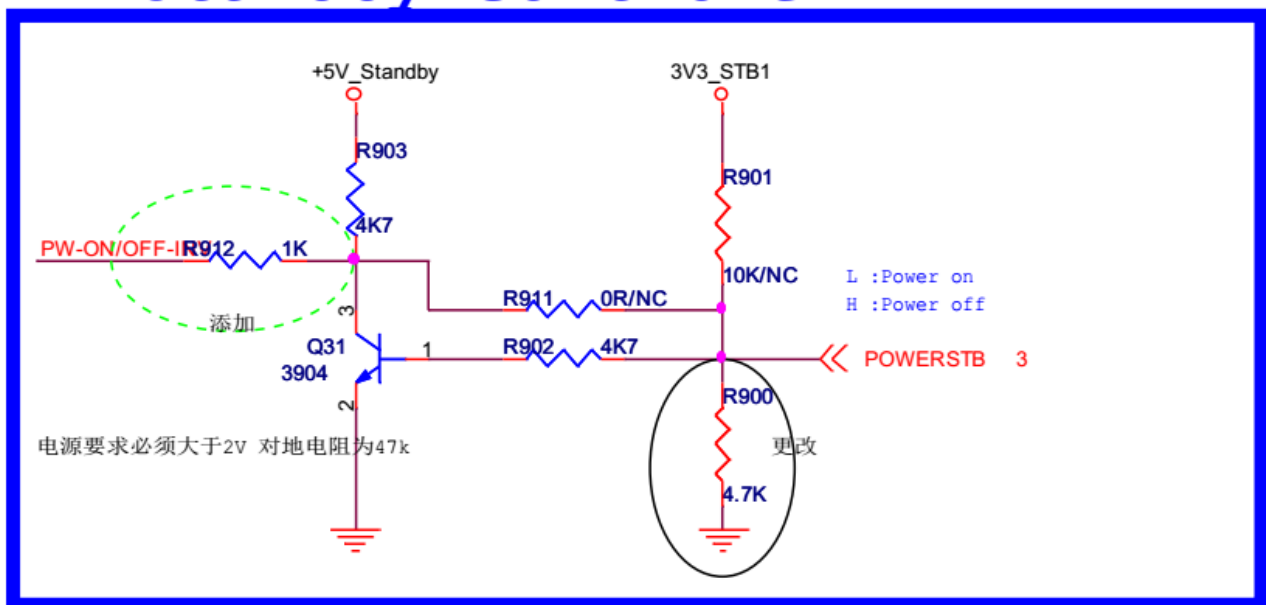 +5V_Standby
3V3_STB1
R903
4K7
R901
10K/NC
PW-ON/OFF-INV
R912
1K
添加
L :Power on
H :Power off
R911
0R/NC
3
Q31
3904
1
R902
4K7
POWERSTB
3
2
R900
更改
4.7K
电源要求必须大于2V 对地电阻为47k